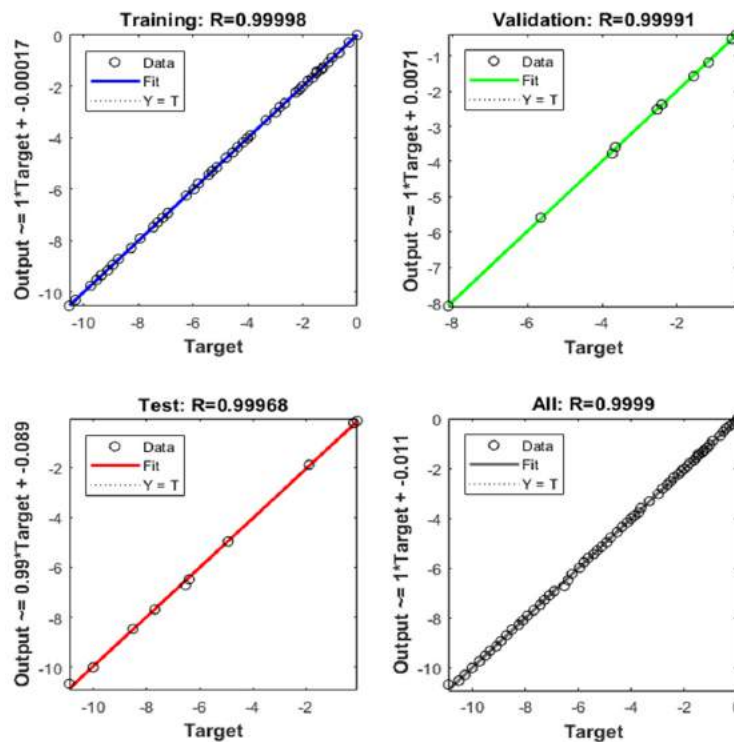 Training: R=0.99998
Output ~= 1*Target + -0.00017
0
-2
-4
-6
-8
-10
Data
Fit
Y = T
-10 -8 -6 -4 -2 0
Target
Validation: R=0.99991
Output ~= 1*Target + 0.0071
-1
-2
-3
-4
-5
-6
-7
-8
Data
Fit
Y = T
-8 -6 -4 -2
Target
Test: R=0.99968
Output ~= 0.99*Target + -0.089
-2
-4
-6
-8
-10
Data
Fit
Y = T
-10 -8 -6 -4 -2
Target
All: R=0.9999
Output ~= 1*Target + -0.011
0
-2
-4
-6
-8
-10
Data
Fit
Y = T
-10 -8 -6 -4 -2 0
Target